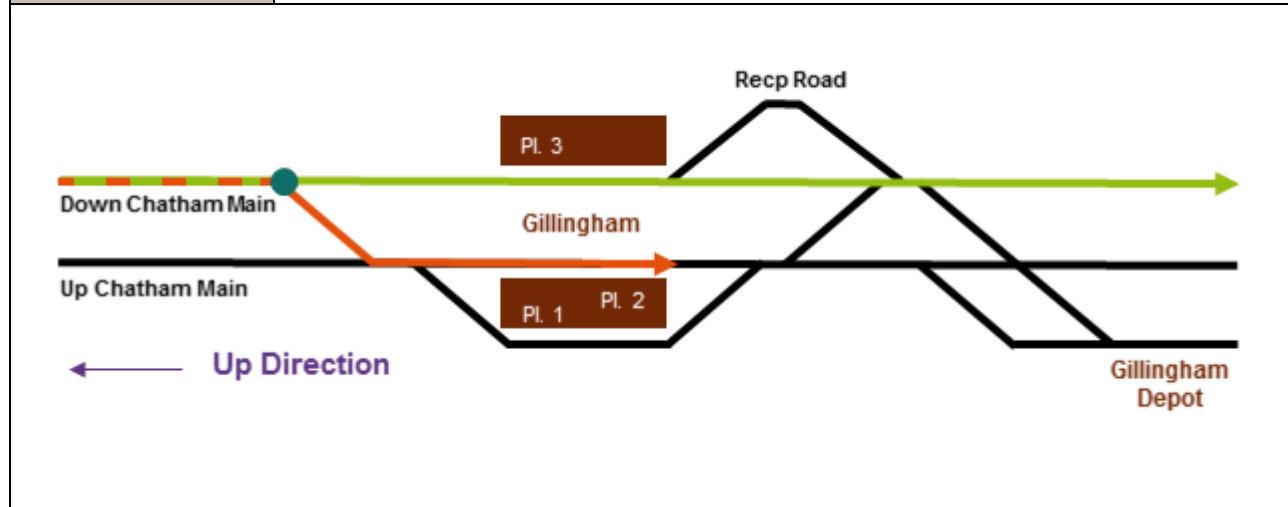 Recp Road
Pl. 3
Down Chatham Main
Gillingham
Up Chatham Main
Pl. 1
Pl. 2
Up Direction
Gillingham
Depot